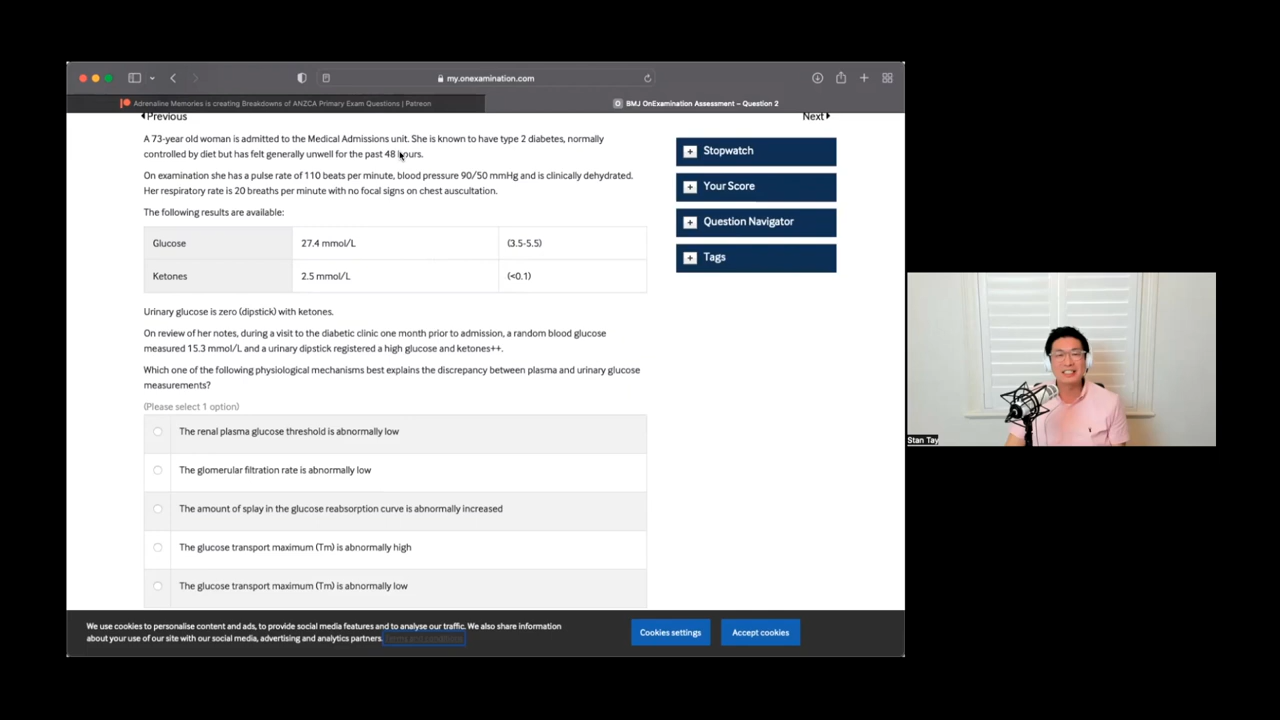 my.onexamination.com
Adrenaline Memories is creating Breakdowns of ANZCA Primary Exam Questions | Patreon
BMJ OnExamination Assessment – Question 2
Previous
Next
A 73-year old woman is admitted to the Medical Admissions unit. She is known to have type 2 diabetes, normally
controlled by diet but has felt generally unwell for the past 48 hours.
On examination she has a pulse rate of 110 beats per minute, blood pressure 90/50 mmHg and is clinically dehydrated.
Her respiratory rate is 20 breaths per minute with no focal signs on chest auscultation.
The following results are available:
Glucose 27.4 mmol/L (3.5-5.5)
Ketones 2.5 mmol/L (<0.1)
Urinary glucose is zero (dipstick) with ketones.
On review of her notes, during a visit to the diabetic clinic one month prior to admission, a random blood glucose
measured 15.3 mmol/L and a urinary dipstick registered a high glucose and ketones++.
Which one of the following physiological mechanisms best explains the discrepancy between plasma and urinary glucose
measurements?
(Please select 1 option)
The renal plasma glucose threshold is abnormally low
The glomerular filtration rate is abnormally low
The amount of splay in the glucose reabsorption curve is abnormally increased
The glucose transport maximum (Tm) is abnormally high
The glucose transport maximum (Tm) is abnormally low
Stopwatch
Your Score
Question Navigator
Tags
We use cookies to personalise content and ads, to provide social media features and to analyse our traffic. We also share information
about your use of our site with our social media, advertising and analytics partners. Terms and conditions
Cookies settings
Accept cookies
Stan Tay